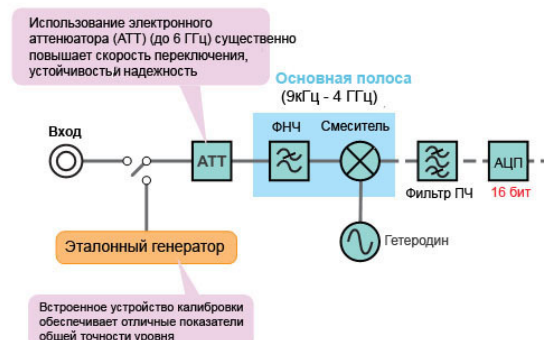 Использование электронного
аттенюатора (АТТ) (до 6 ГГц) существенно
повышает скорость переключения,
устойчивость,и надежность
Основная полоса
(9кГц - 4 ГГц)
Вход
АТТ
ФНЧ
Смеситель
Фильтр ПЧ
АЦП
16 бит
Гетеродин
Эталонный генератор
Встроенное устройство калибровки
обеспечивает отличные показатели
общей точности уровня